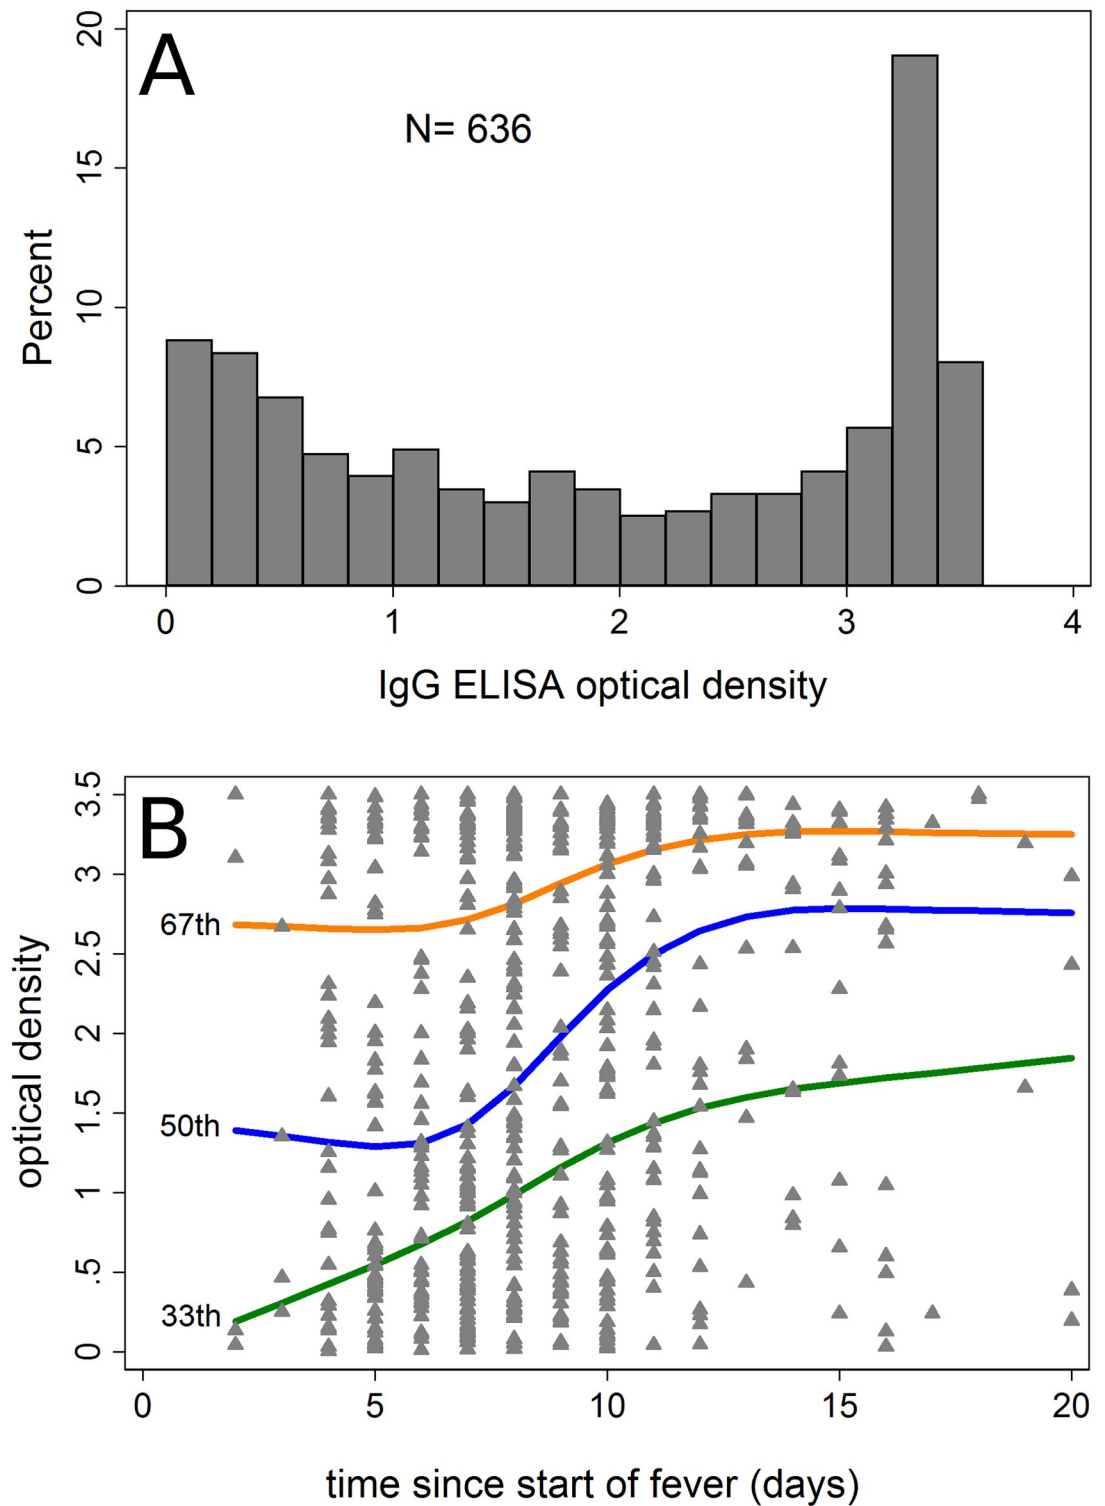 A
N= 636
Percent
20
15
10
5
0
0 1 2 3 4
IgG ELISA optical density
B
optical density
3.5
3
2.5
2
1.5
1
.5
0
67th
50th
33th
0 5 10 15 20
time since start of fever (days)